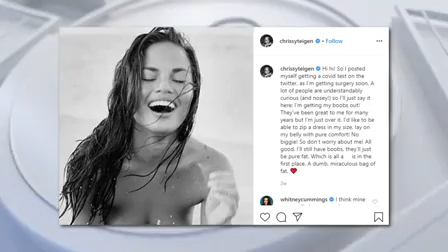 chrissyteigen • Follow
chrissyteigen Hi hi! So I posted
myself getting a covid test on the
twitter, as I'm getting surgery soon. A
lot of people are understandably
curious (and nosey!) so I'll just say it
here: I'm getting my boobs out!
They've been great to me for many
years but I'm just over it. I'd like to be
able to zip a dress in my size, lay on
my belly with pure comfort! No
biggie! So don't worry about me! All
good. I'll still have boobs, they'll just
be pure fat. Which is all a is in the
first place. A dumb, miraculous bag of
fat. ❤️
2w
whitneycummings I think mine